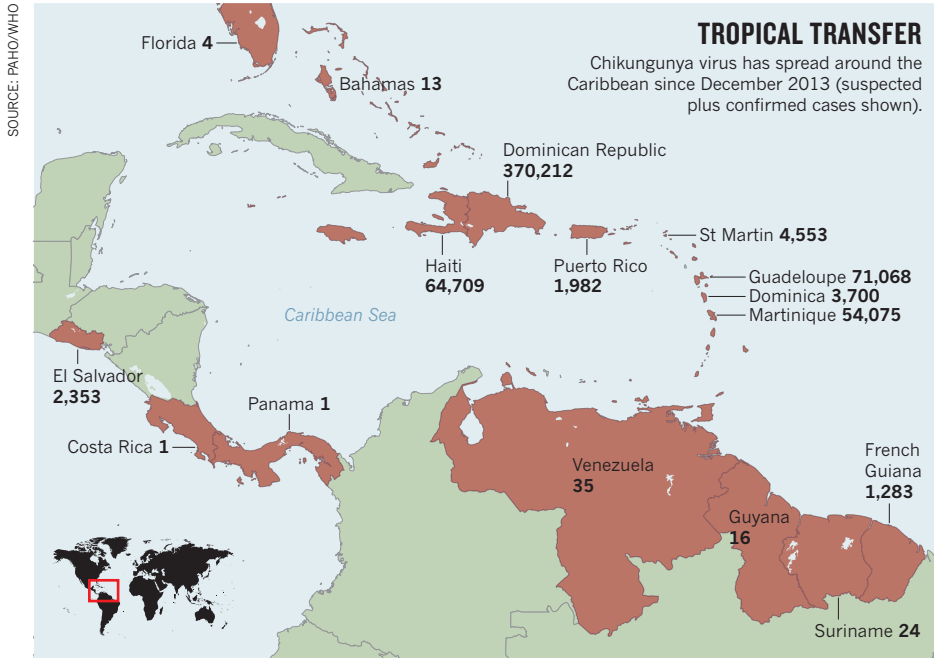 SOURCE: PAHO/WHO
TROPICAL TRANSFER
Chikungunya virus has spread around the
Caribbean since December 2013 (suspected
plus confirmed cases shown).
Florida 4
Bahamas 13
Dominican Republic
370,212
Haiti
64,709
Puerto Rico
1,982
St Martin 4,553
Guadeloupe 71,068
Dominica 3,700
Martinique 54,075
Caribbean Sea
El Salvador
2,353
Panama 1
Costa Rica 1
Venezuela
35
Guyana
16
French
Guiana
1,283
Suriname 24